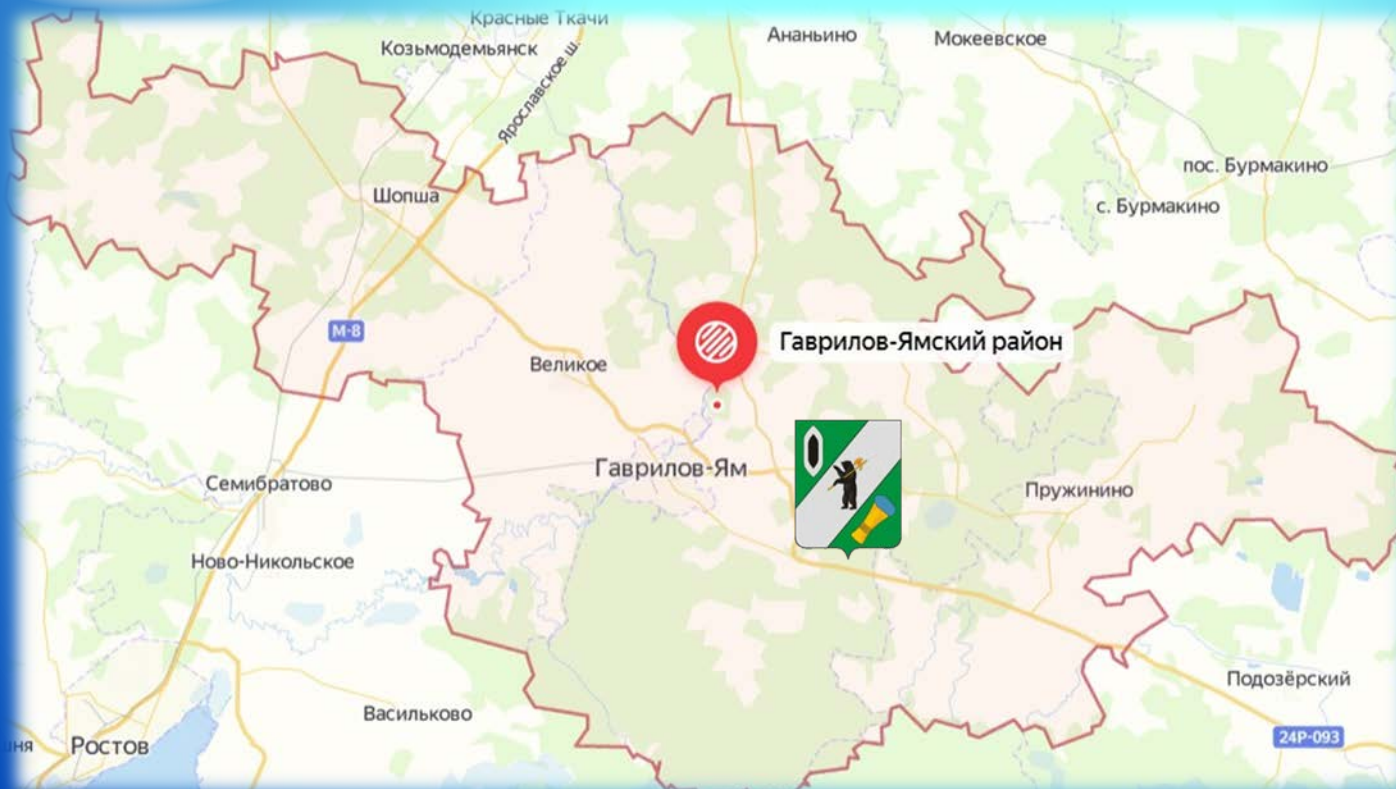 Красные Ткачи
Козьмодемьянск
Ананьино
Мокеевское
Ярославское ш.
пос. Бурмакино
Шопша
с. Бурмакино
М-8
Гаврилов-Ямский район
Великое
Гаврилов-Ям
Семибратово
Пружинино
Ново-Никольское
Подозёрский
Васильково
24Р-093
Ростов